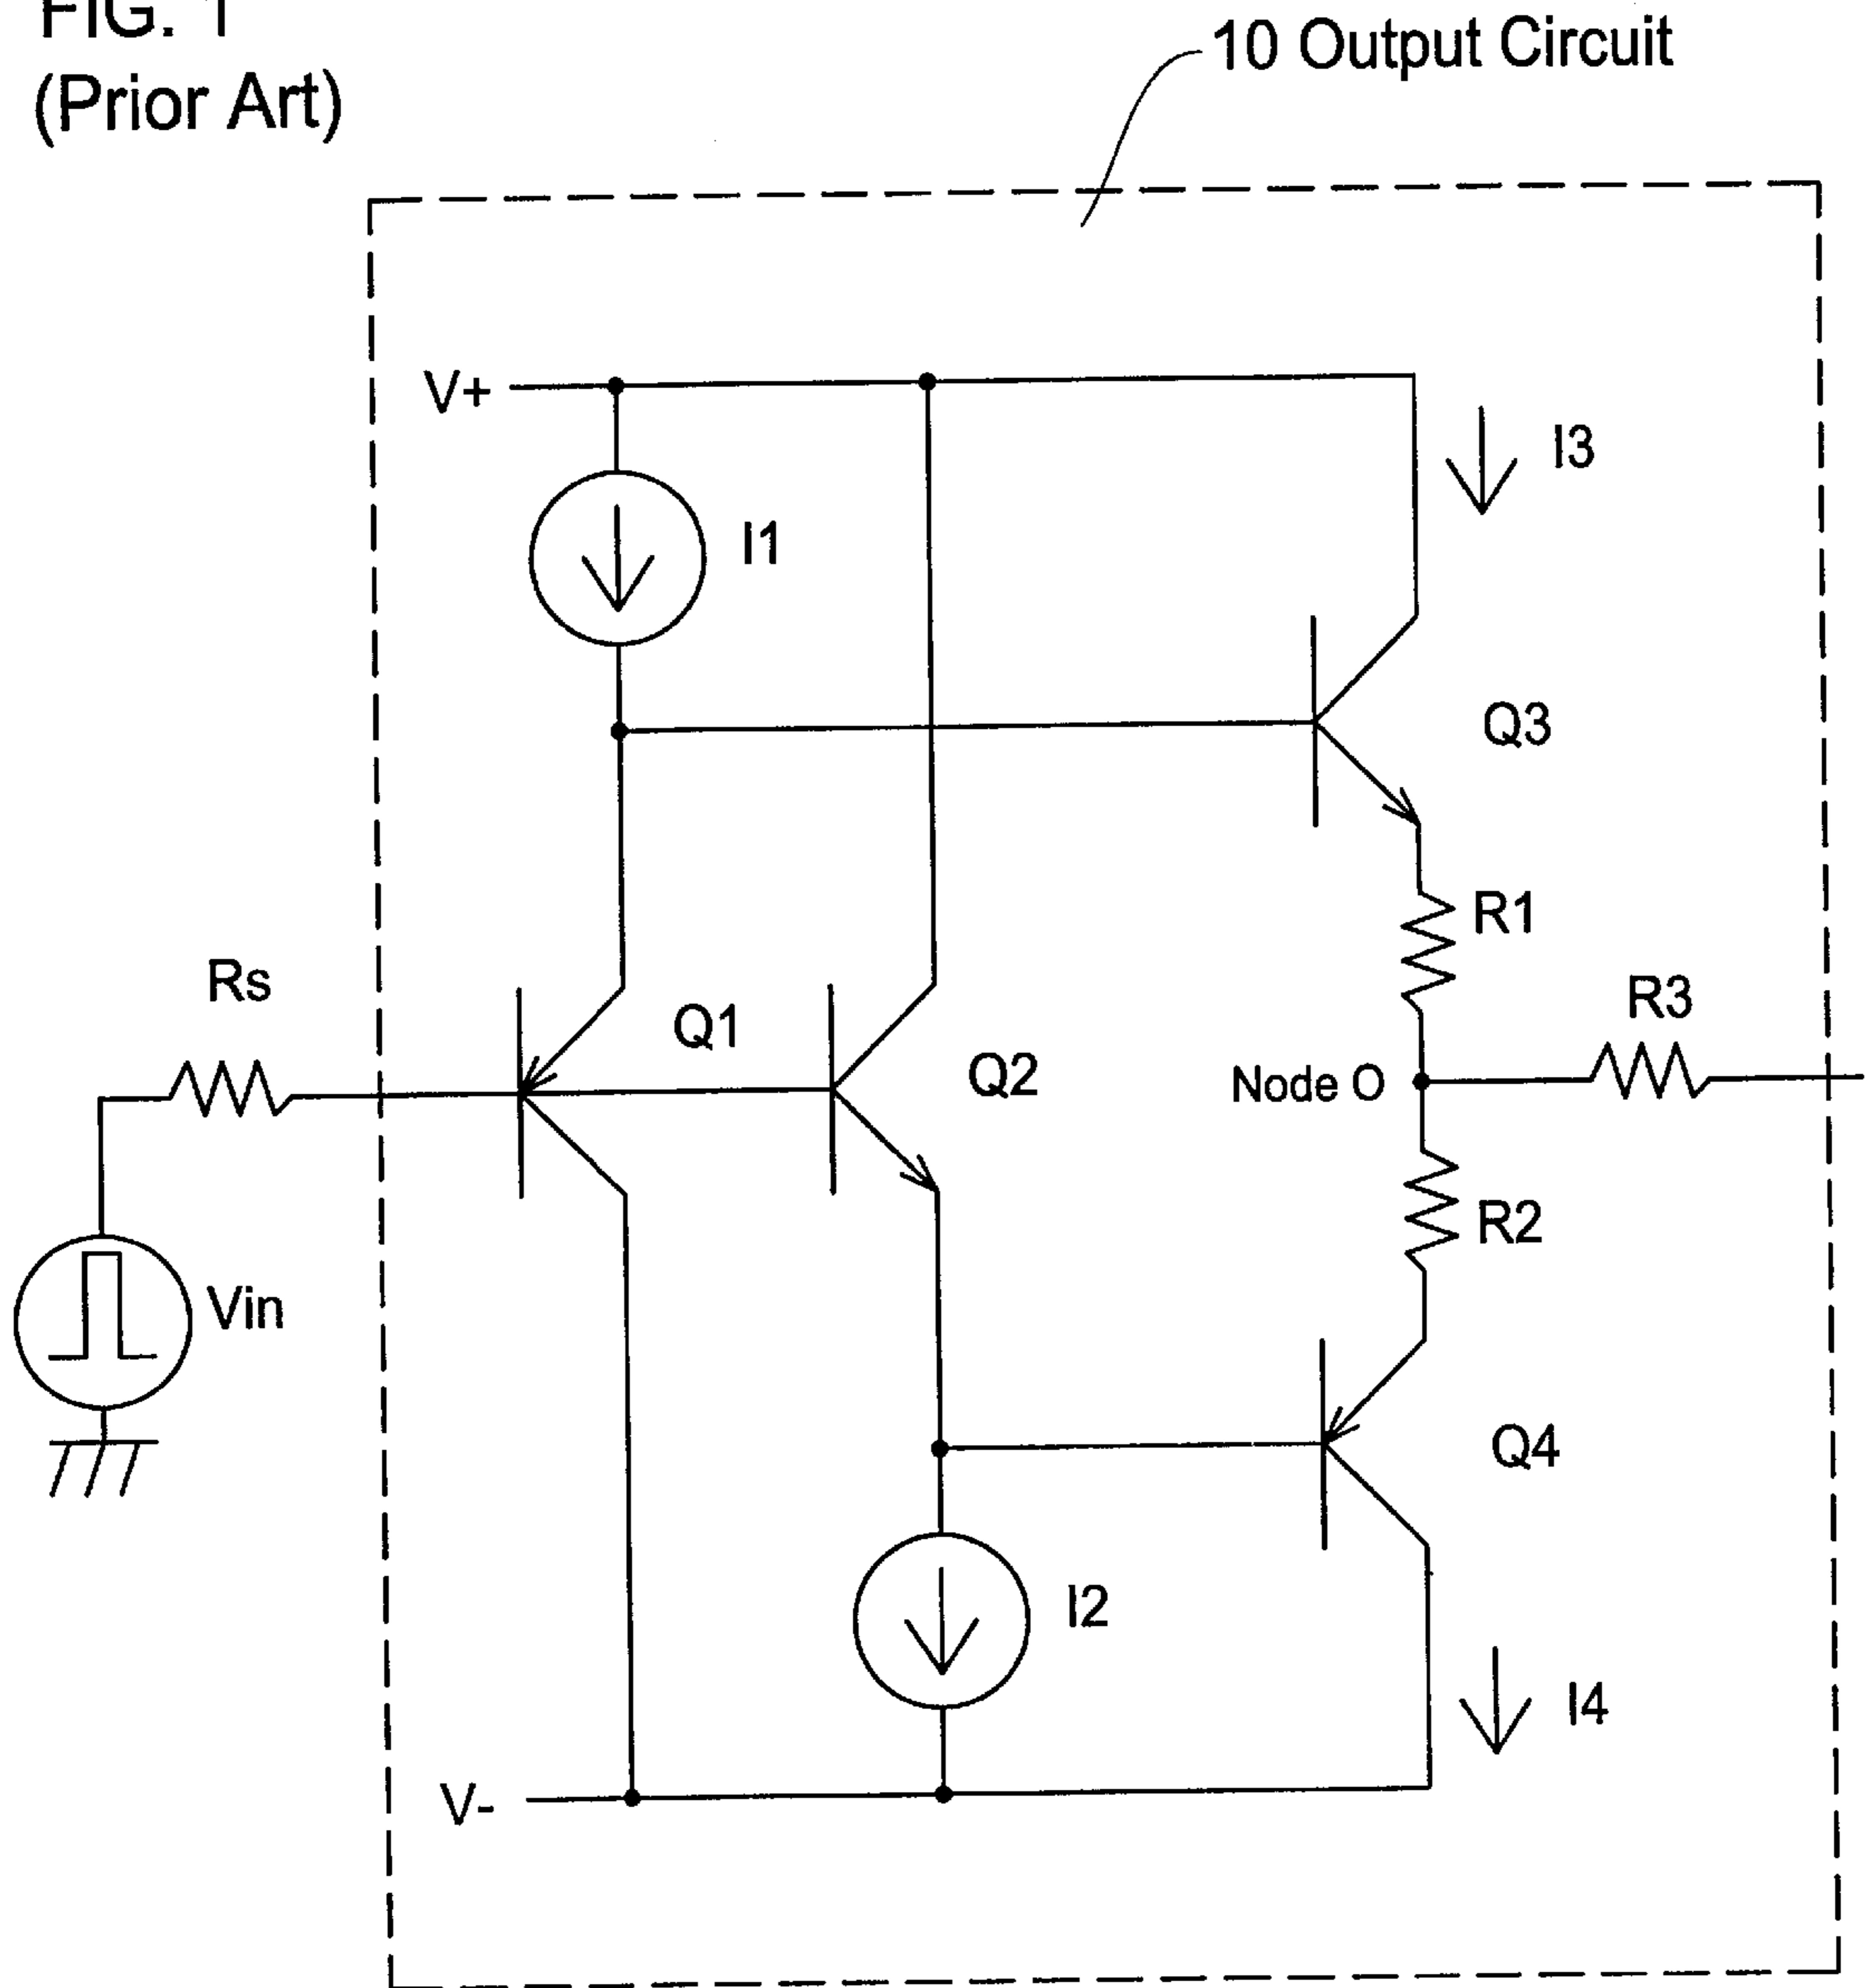 FIG. 1
(Prior Art)
10 Output Circuit
V+
I3
I1
Q3
R1
Rs
Q1
R3
Q2
Node O
R2
Vin
Q4
I2
I4
V-